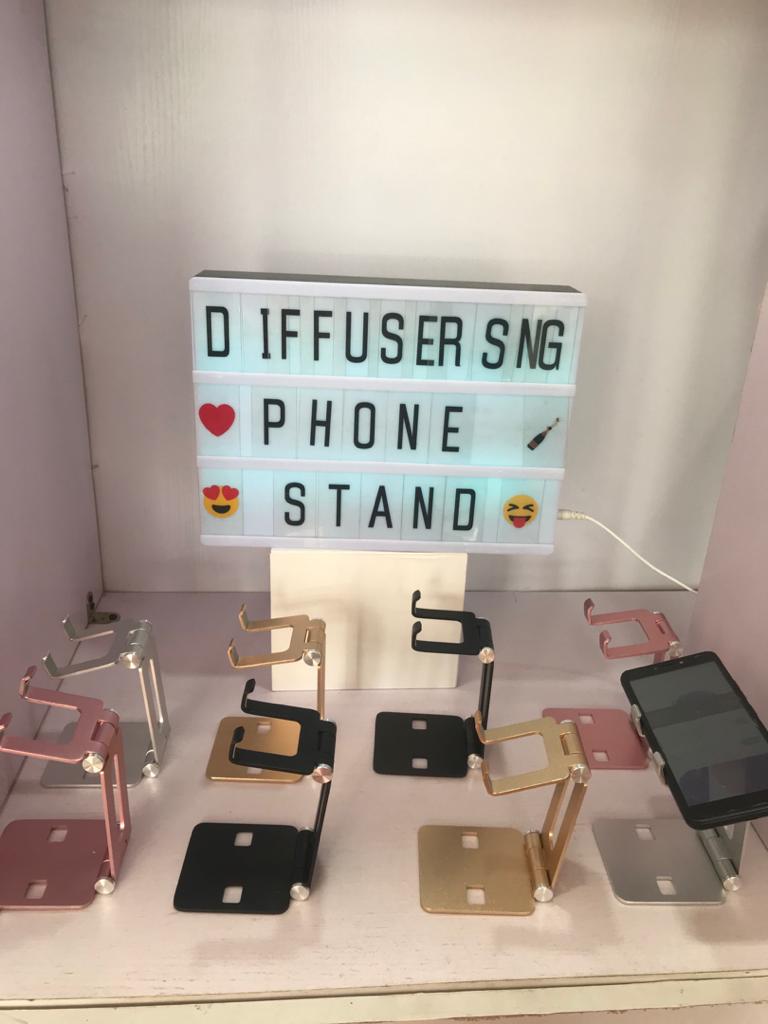 DIFFUSERSNG
❤️ PHONE 🍾
😍 STAND 😝